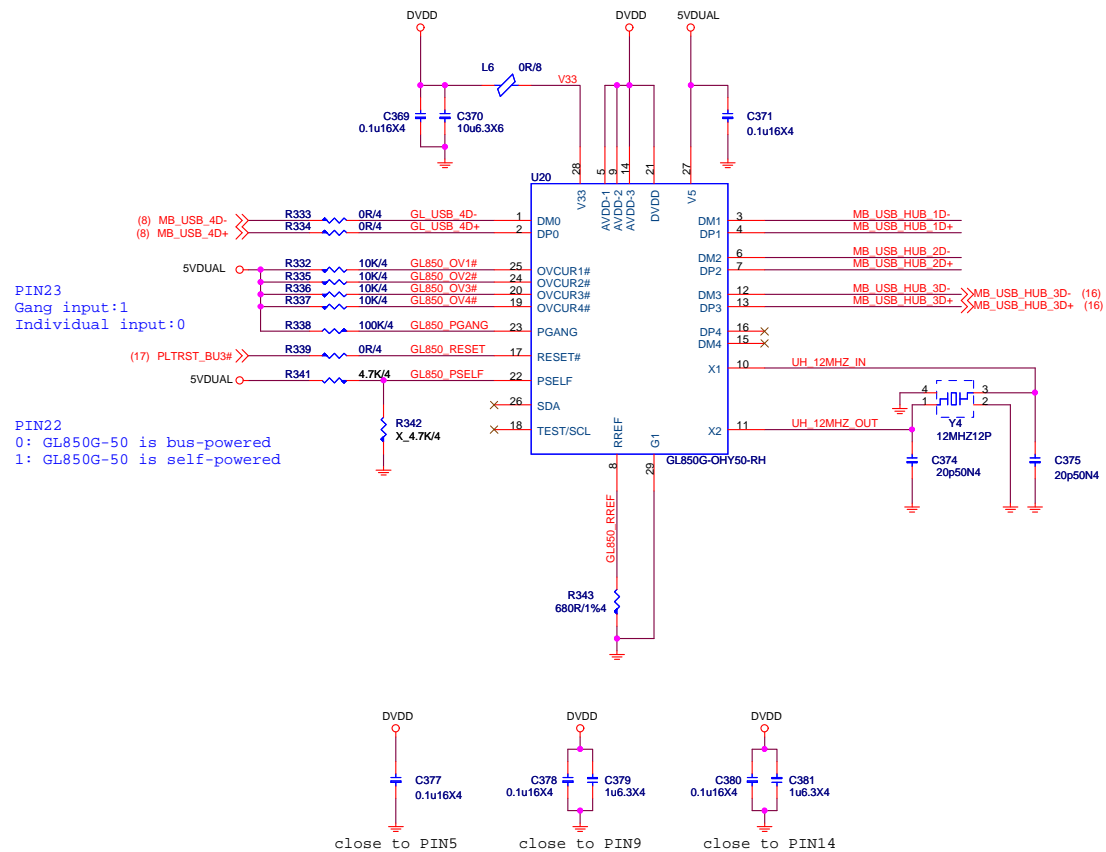 DVDD
DVDD
5VDUAL
L6
0R/8
V33
C369
0.1u16X4
C370
10u6.3X6
C371
0.1u16X4
28
5
9
14
21
27
U20
V33
AVDD-1
AVDD-2
AVDD-3
DVDD
V5
(8) MB_USB_4D-
R333
0R/4
GL_USB_4D-
1
DM0
(8) MB_USB_4D+
R334
0R/4
GL_USB_4D+
2
DP0
DM1
3
MB_USB_HUB_1D-
DP1
4
MB_USB_HUB_1D+
DM2
6
MB_USB_HUB_2D-
DP2
7
MB_USB_HUB_2D+
5VDUAL
R332
10K/4
GL850_OV1#
25
OVCUR1#
R335
10K/4
GL850_OV2#
24
OVCUR2#
R336
10K/4
GL850_OV3#
20
OVCUR3#
R337
10K/4
GL850_OV4#
19
OVCUR4#
DM3
12
MB_USB_HUB_3D-
MB_USB_HUB_3D- (16)
DP3
13
MB_USB_HUB_3D+
MB_USB_HUB_3D+ (16)
PIN23
Gang input:1
Individual input:0
R338
100K/4
GL850_PGANG
23
PGANG
DP4
16
DM4
15
(17) PLTRST_BU3#
R339
0R/4
GL850_RESET
17
RESET#
X1
10
UH_12MHZ_IN
5VDUAL
R341
4.7K/4
GL850_PSELF
22
PSELF
26
SDA
18
TEST/SCL
R342
X_4.7K/4
PIN22
0: GL850G-50 is bus-powered
1: GL850G-50 is self-powered
X2
11
UH_12MHZ_OUT
4
3
1
2
Y4
12MHZ12P
RREF
G1
8
29
GL850G-OHY50-RH
C374
20p50N4
C375
20p50N4
GL850_RREF
R343
680R/1%4
DVDD
DVDD
DVDD
C377
0.1u16X4
C378
0.1u16X4
C379
1u6.3X4
C380
0.1u16X4
C381
1u6.3X4
close to PIN5
close to PIN9
close to PIN14